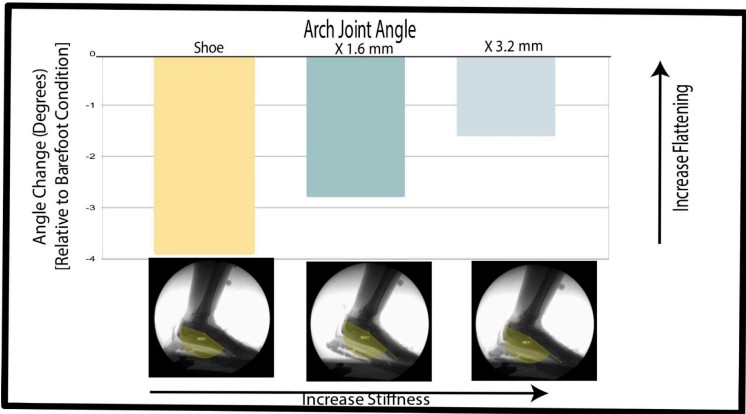 Arch Joint Angle
Shoe
X 1.6 mm
X 3.2 mm
Angle Change (Degrees)
[Relative to Barefoot Condition]
0
-1
-2
-3
-4
Increase Flattening
Increase Stiffness